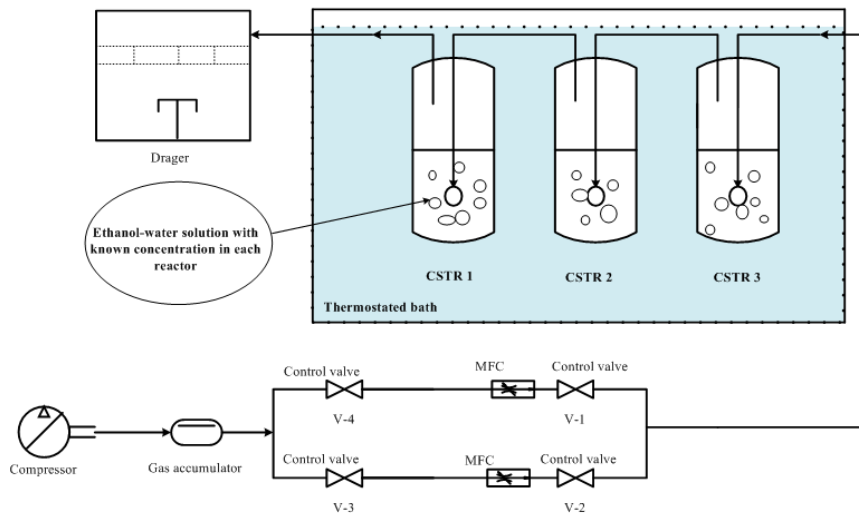 Drager
Ethanol-water solution with
known concentration in each
reactor
CSTR 1
CSTR 2
CSTR 3
Thermostated bath
Control valve
MFC
Control valve
V-4
V-1
Compressor
Gas accumulator
Control valve
MFC
Control valve
V-3
V-2